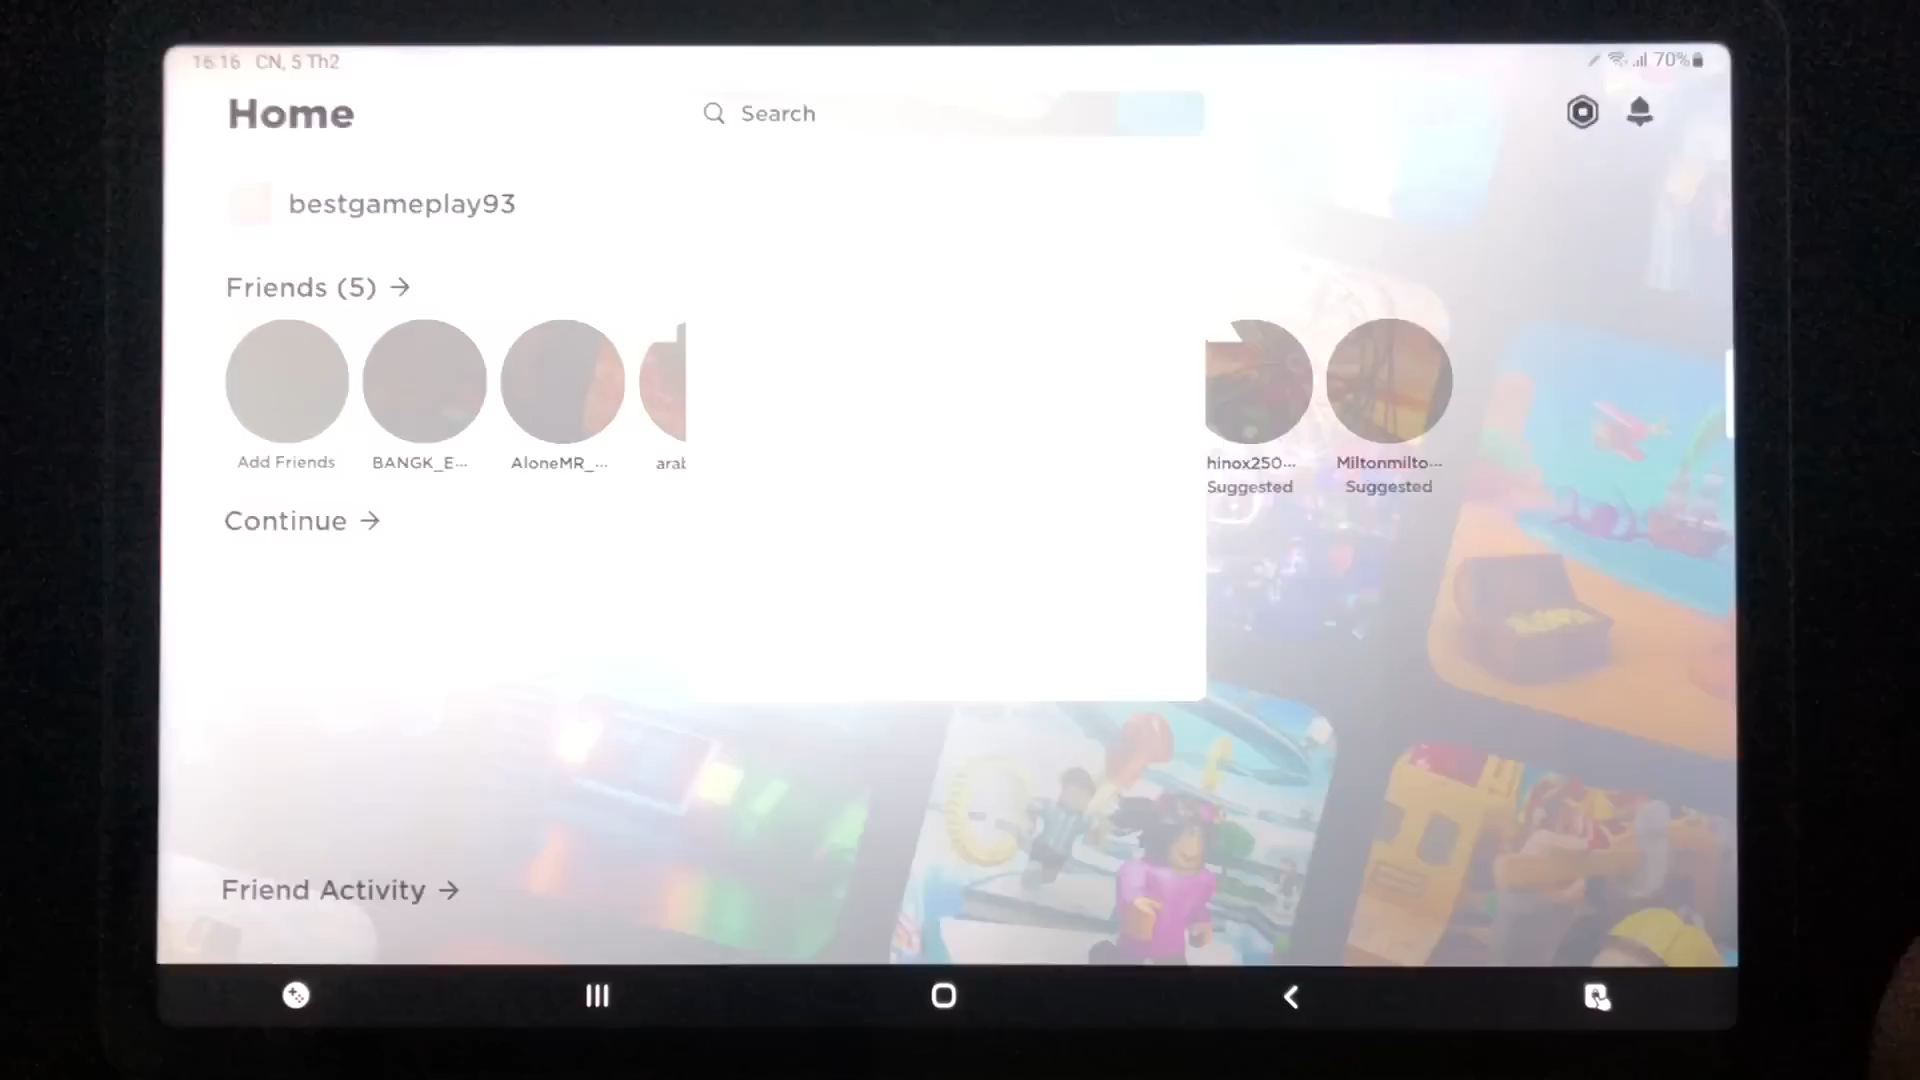 16:16 CN, 5 Th2
70%
Home
Search
bestgameplay93
Friends (5) →
Add Friends
BANGK_E...
AloneMR_...
arab
hinox250...
Suggested
Miltonmilto...
Suggested
Continue →
Friend Activity →